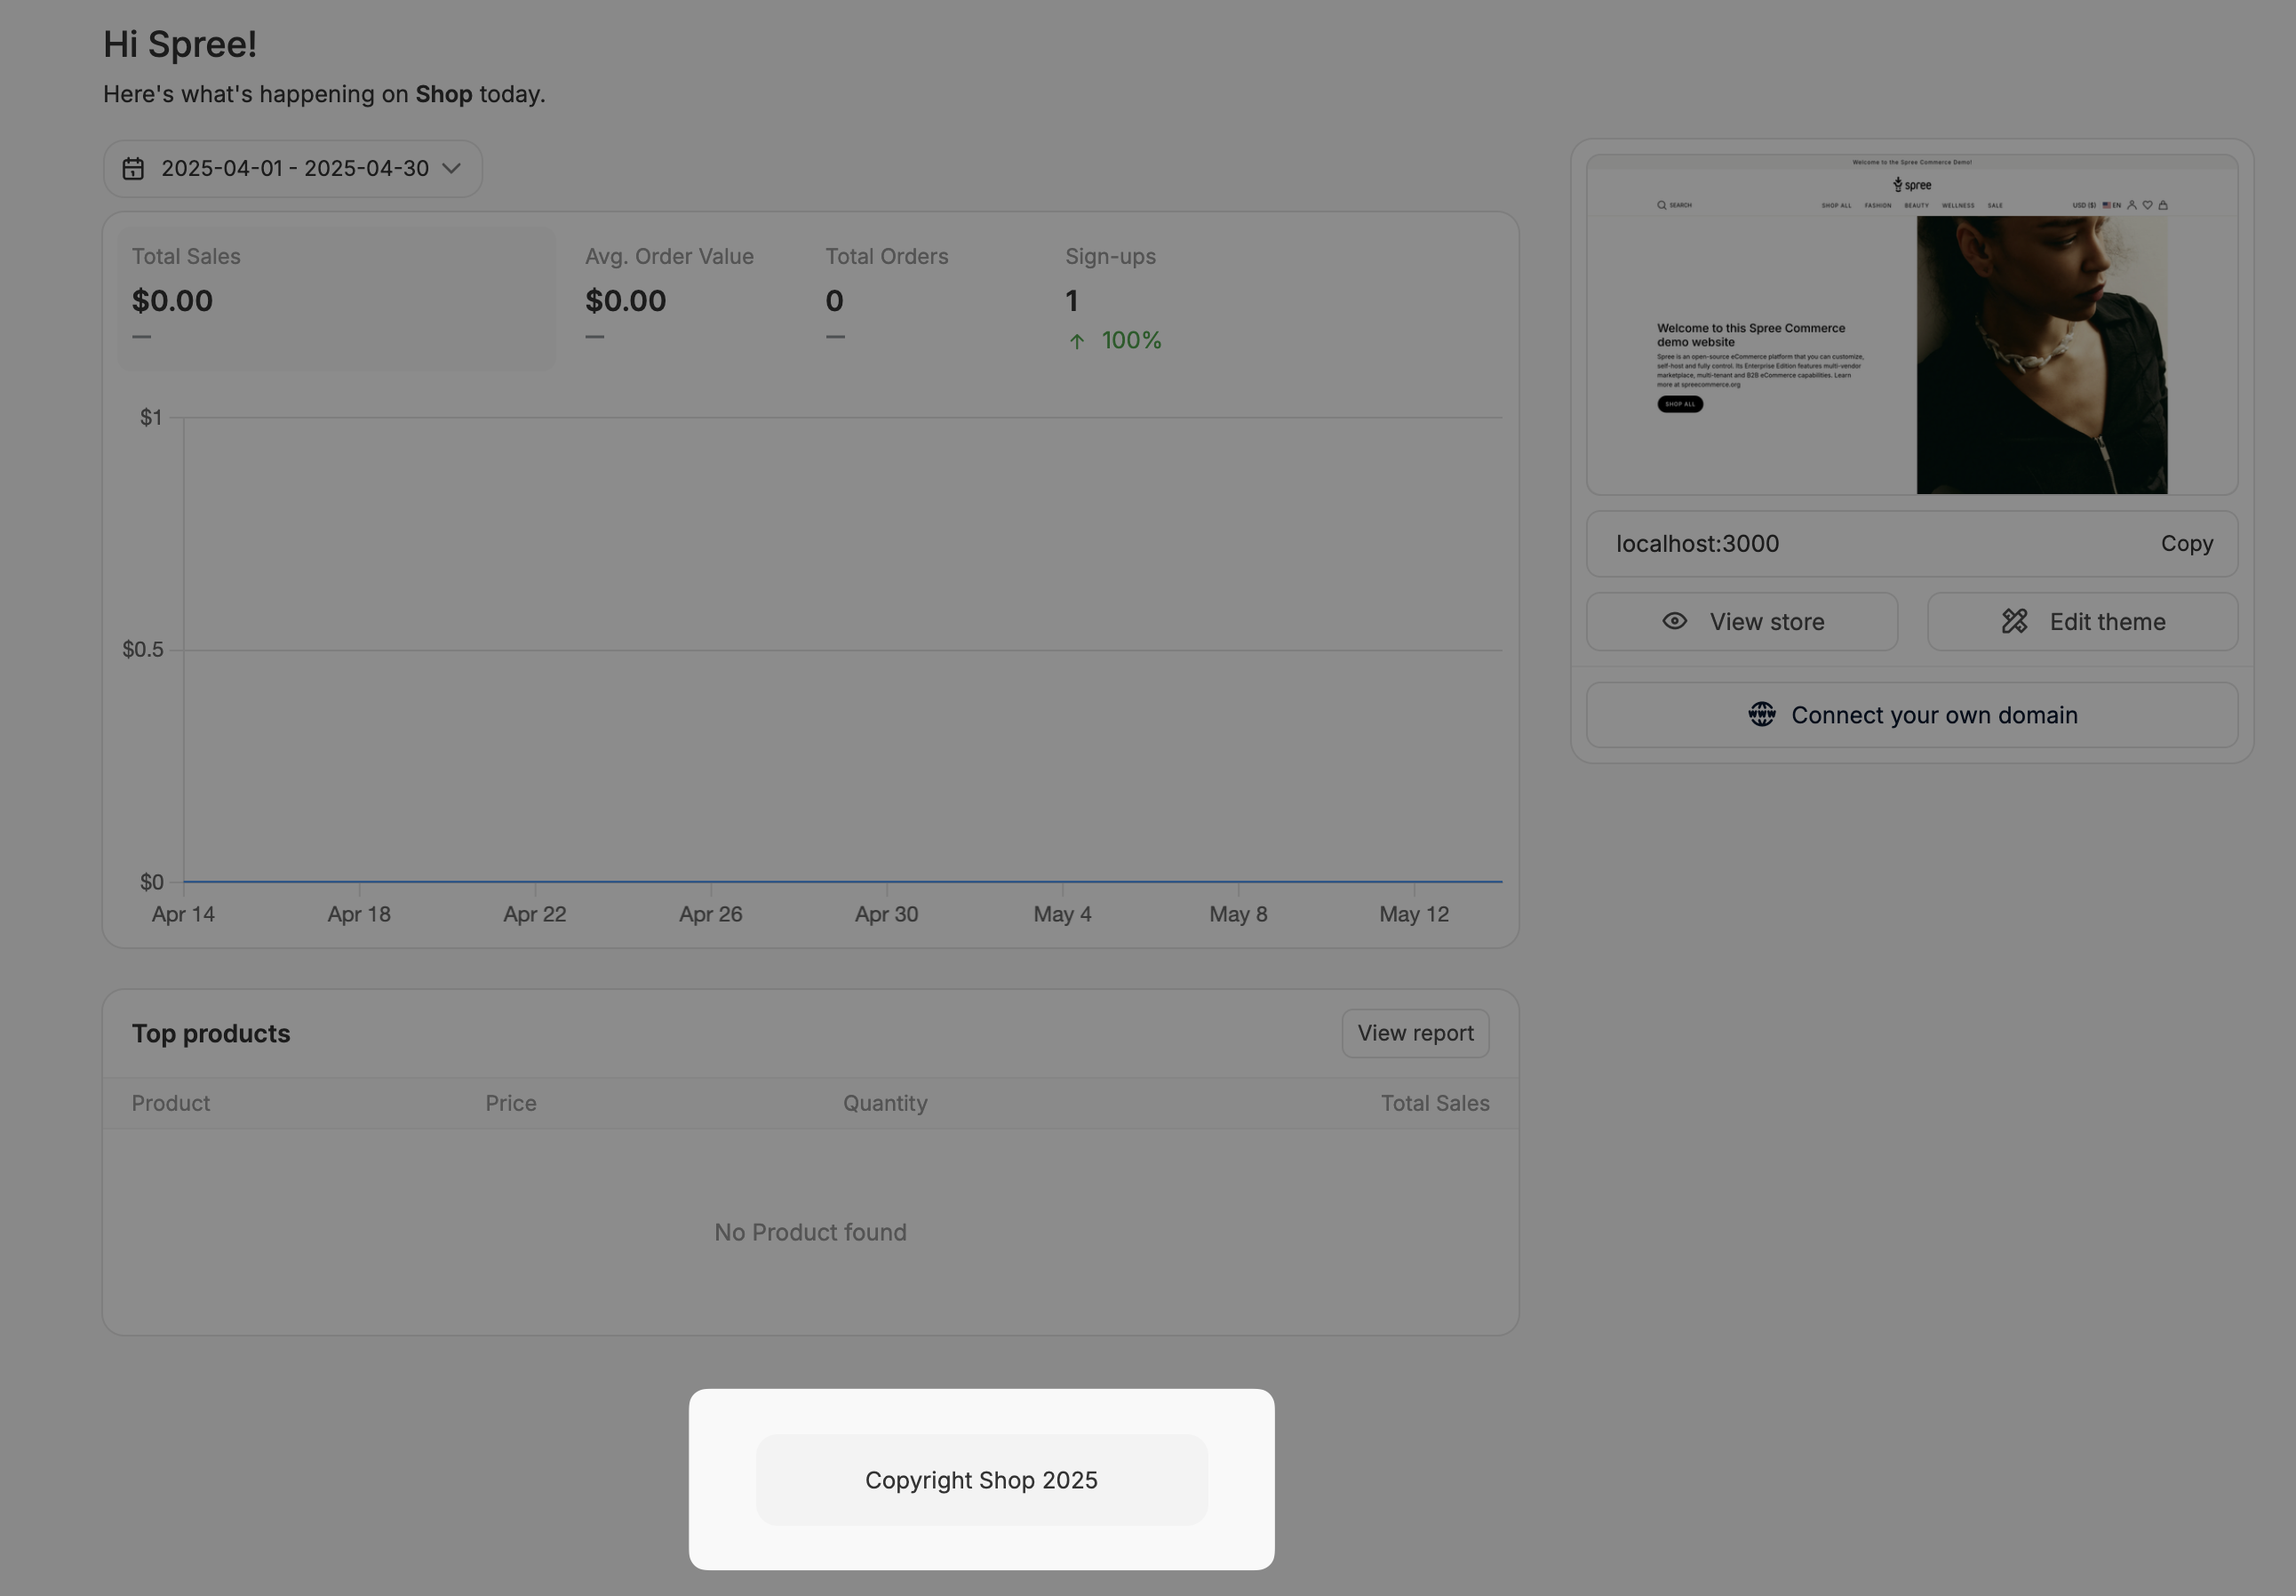 Hi Spree!
Here's what's happening on Shop today.
2025-04-01 - 2025-04-30
Total Sales
$0.00
—
Avg. Order Value
$0.00
—
Total Orders
0
—
Sign-ups
1
↑ 100%
$1
$0.5
$0
Apr 14
Apr 18
Apr 22
Apr 26
Apr 30
May 4
May 8
May 12
Top products
View report
Product
Price
Quantity
Total Sales
No Product found
Welcome to the Spree Commerce Demo!
spree
SEARCH
SHOP ALL
FASHION
BEAUTY
WELLNESS
SALE
USD ($)
EN
Welcome to this Spree Commerce
demo website
Spree is an open-source eCommerce platform that you can customize,
self-host and fully control. Its Enterprise Edition features multi-vendor
marketplace, multi-tenant and B2B eCommerce capabilities. Learn
more at spreecommerce.org
SHOP ALL
localhost:3000
Copy
View store
Edit theme
www
Connect your own domain
Copyright Shop 2025